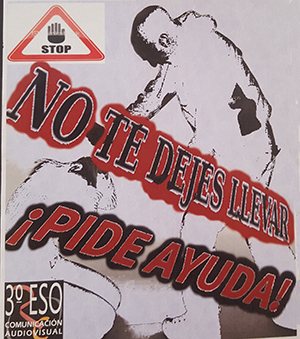 STOP
NO TE DEJES LLEVAR
¡PIDE AYUDA!
3º ESO
COMUNICACIÓN
AUDIOVISUAL